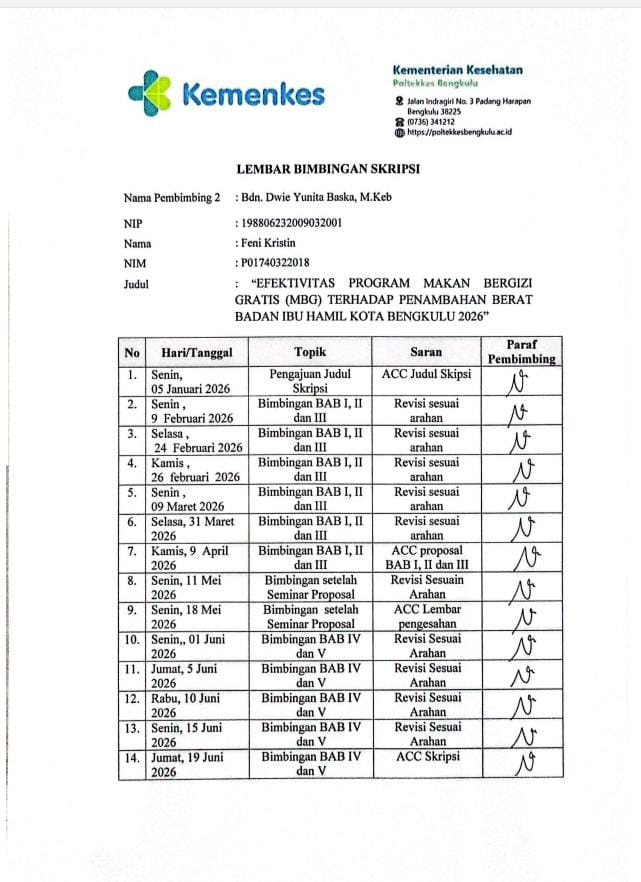 Kemenkes
Kementerian Kesehatan
Poltekkes Bengkulu
Jalan Indragiri No. 3 Padang Harapan
Bengkulu 38225
(0736) 341212
https://poltekkesbengkulu.ac.id
LEMBAR BIMBINGAN SKRIPSI
Nama Pembimbing 2 : Bdn. Dwie Yunita Baska, M.Keb
NIP : 198806232009032001
Nama : Feni Kristin
NIM : P01740322018
Judul : “EFEKTIVITAS PROGRAM MAKAN BERGIZI
GRATIS (MBG) TERHADAP PENAMBAHAN BERAT
BADAN IBU HAMIL KOTA BENGKULU 2026”
No Hari/Tanggal Topik Saran Paraf
Pembimbing
1. Senin, Pengajuan Judul ACC Judul Skipsi
05 Januari 2026 Skripsi
2. Senin , Bimbingan BAB I, II Revisi sesuai
9 Februari 2026 dan III arahan
3. Selasa , Bimbingan BAB I, II Revisi sesuai
24 Februari 2026 dan III arahan
4. Kamis , Bimbingan BAB I, II Revisi sesuai
26 februari 2026 dan III arahan
5. Senin , Bimbingan BAB I, II Revisi sesuai
09 Maret 2026 dan III arahan
6. Selasa, 31 Maret Bimbingan BAB I, II Revisi sesuai
2026 dan III arahan
7. Kamis, 9 April Bimbingan BAB I, II ACC proposal
2026 dan III BAB I, II dan III
8. Senin, 11 Mei Bimbingan setelah Revisi Sesuain
2026 Seminar Proposal Arahan
9. Senin, 18 Mei Bimbingan setelah ACC Lembar
2026 Seminar Proposal pengesahan
10. Senin,, 01 Juni Bimbingan BAB IV Revisi Sesuai
2026 dan V Arahan
11. Jumat, 5 Juni Bimbingan BAB IV Revisi Sesuai
2026 dan V Arahan
12. Rabu, 10 Juni Bimbingan BAB IV Revisi Sesuai
2026 dan V Arahan
13. Senin, 15 Juni Bimbingan BAB IV Revisi Sesuai
2026 dan V Arahan
14. Jumat, 19 Juni Bimbingan BAB IV ACC Skripsi
2026 dan V